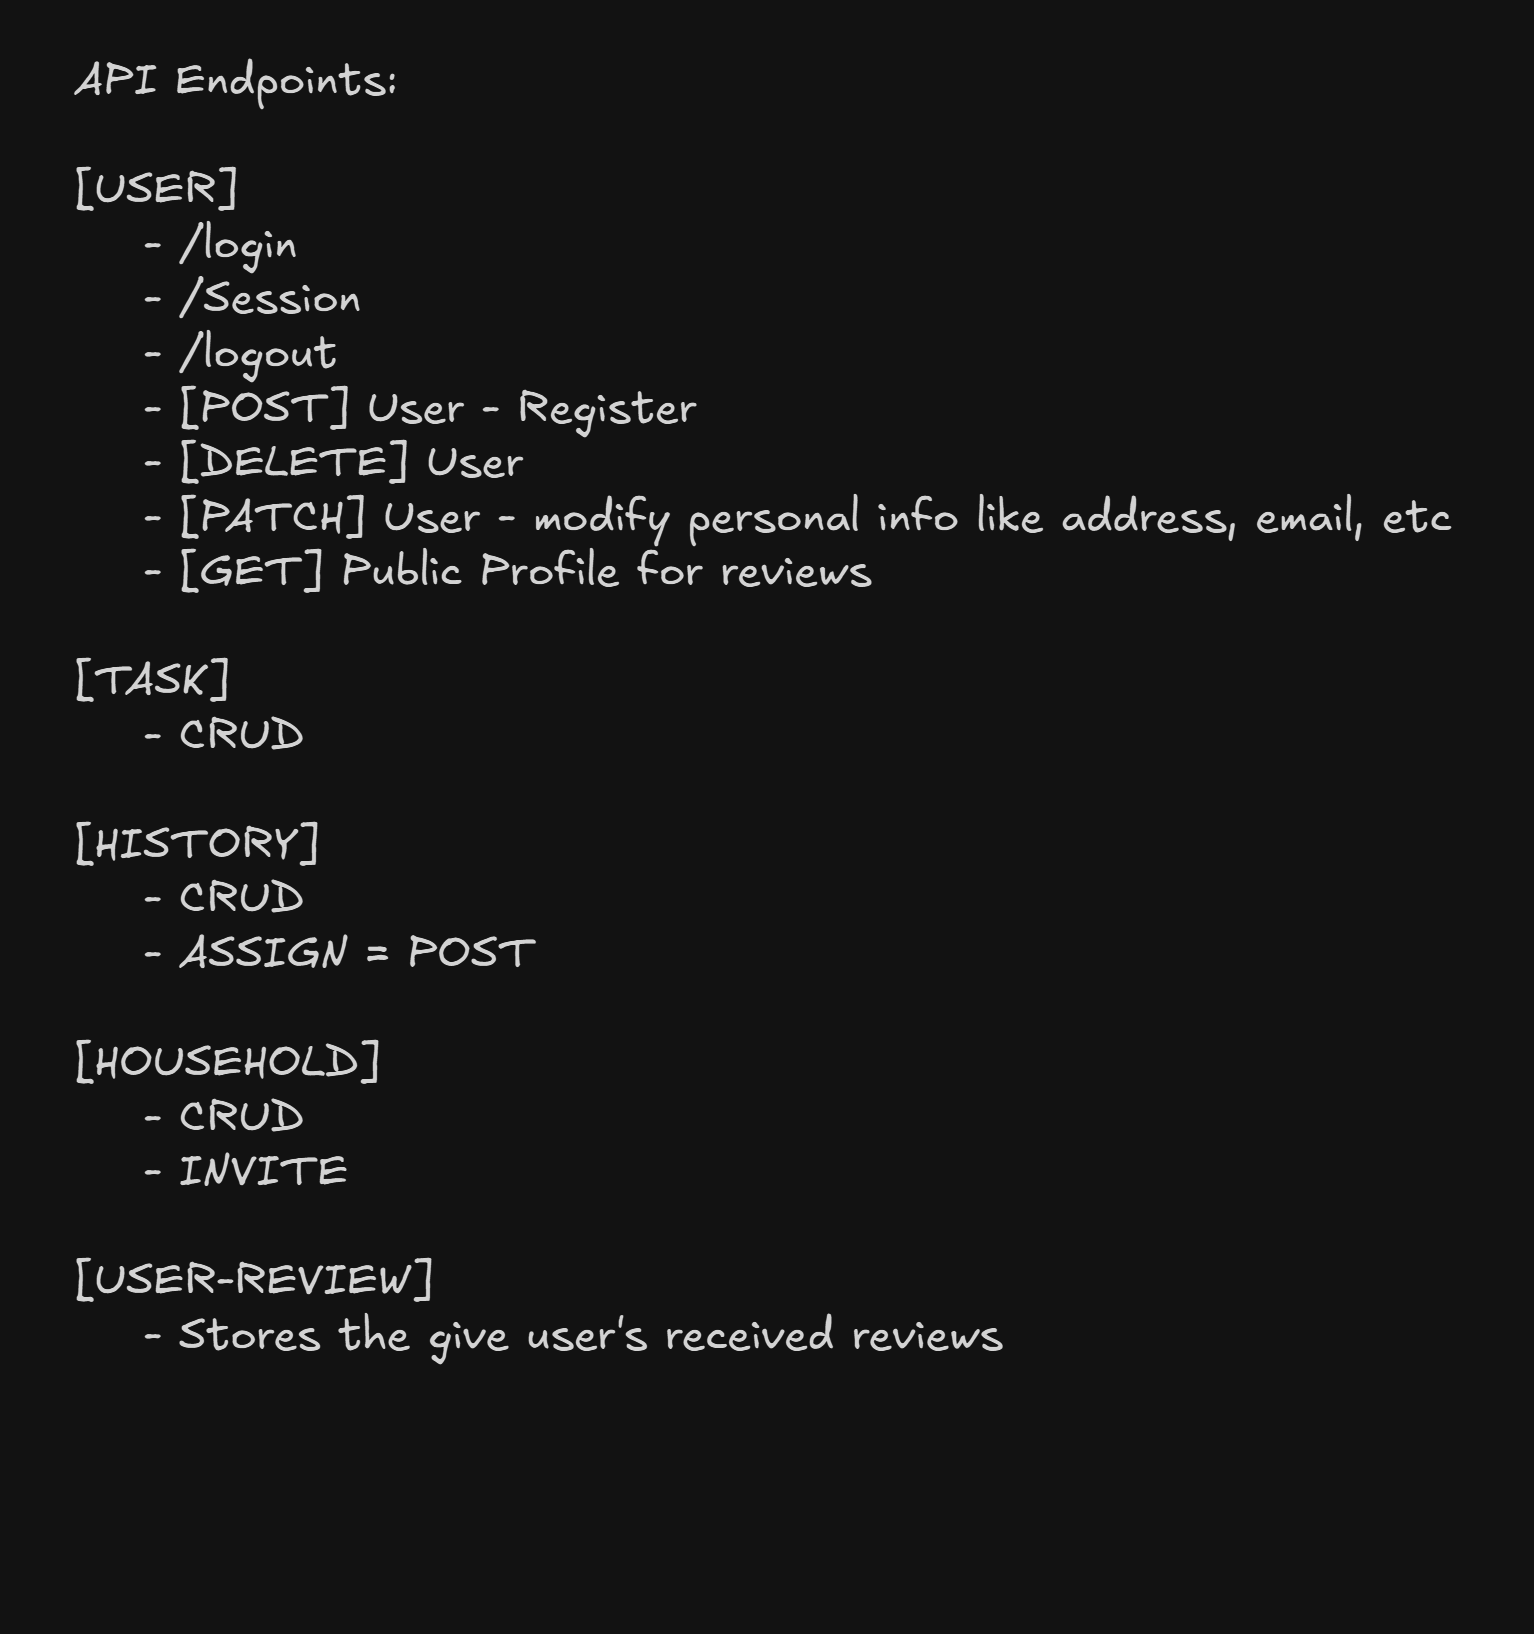 API Endpoints:
[USER]
- /login
- /Session
- /logout
- [POST] User - Register
- [DELETE] User
- [PATCH] User - modify personal info like address, email, etc
- [GET] Public Profile for reviews
[TASK]
- CRUD
[HISTORY]
- CRUD
- ASSIGN = POST
[HOUSEHOLD]
- CRUD
- INVITE
[USER-REVIEW]
- Stores the give user's received reviews